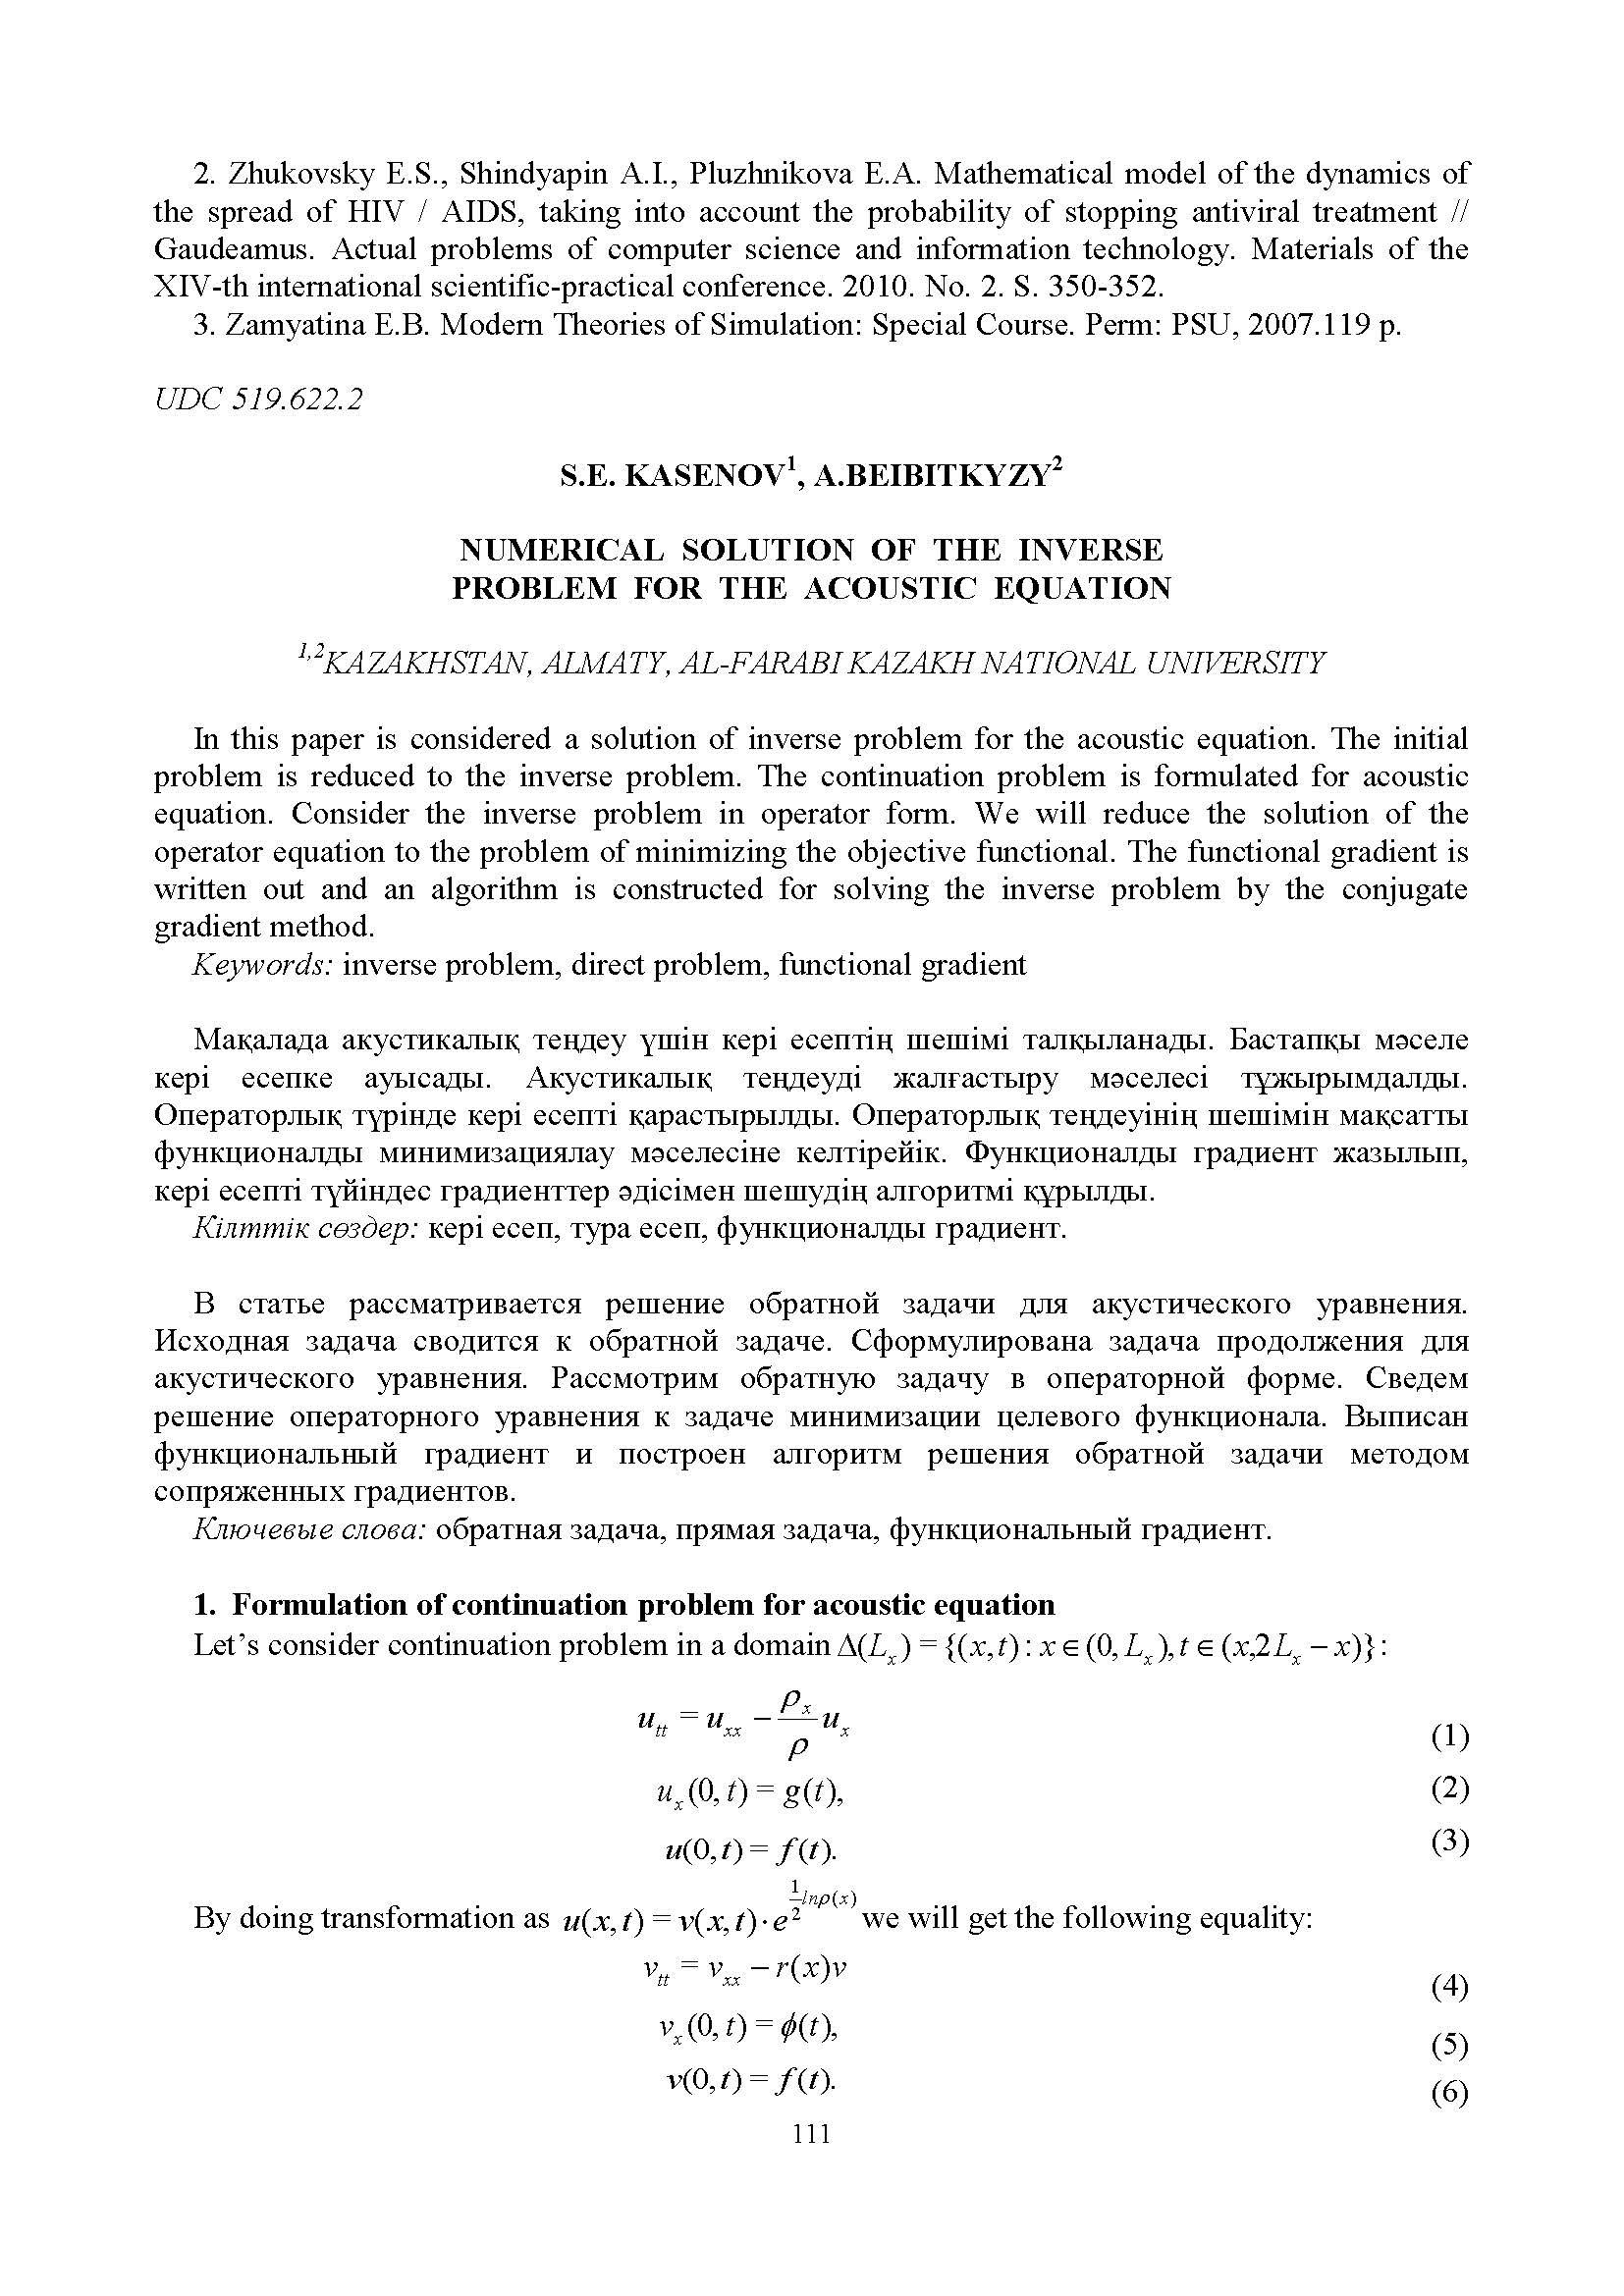 2. Zhukovsky E.S., Shindyapin A.I., Pluzhnikova E.A. Mathematical model of the dynamics of
the spread of HIV / AIDS, taking into account the probability of stopping antiviral treatment //
Gaudeamus. Actual problems of computer science and information technology. Materials of the
XIV-th international scientific-practical conference. 2010. No. 2. S. 350-352.
3. Zamyatina E.B. Modern Theories of Simulation: Special Course. Perm: PSU, 2007.119 p.
UDC 519.622.2
S.E. KASENOV¹, A.BEIBITKYZY²
NUMERICAL SOLUTION OF THE INVERSE
PROBLEM FOR THE ACOUSTIC EQUATION
¹,²KAZAKHSTAN, ALMATY, AL-FARABI KAZAKH NATIONAL UNIVERSITY
In this paper is considered a solution of inverse problem for the acoustic equation. The initial
problem is reduced to the inverse problem. The continuation problem is formulated for acoustic
equation. Consider the inverse problem in operator form. We will reduce the solution of the
operator equation to the problem of minimizing the objective functional. The functional gradient is
written out and an algorithm is constructed for solving the inverse problem by the conjugate
gradient method.
Keywords: inverse problem, direct problem, functional gradient
Мақалада акустикалық теңдеу үшін кері есептің шешімі талқыланады. Бастапқы мәселе
кері есепке ауысады. Акустикалық теңдеуді жалғастыру мәселесі тұжырымдалды.
Операторлық түрінде кері есепті қарастырылды. Операторлық теңдеуінің шешімін мақсатты
функционалды минимизациялау мәселесіне келтірейік. Функционалды градиент жазылып,
кері есепті түйіндес градиенттер әдісімен шешудің алгоритмі құрылды.
Кілттік сөздер: кері есеп, тура есеп, функционалды градиент.
В статье рассматривается решение обратной задачи для акустического уравнения.
Исходная задача сводится к обратной задаче. Сформулирована задача продолжения для
акустического уравнения. Рассмотрим обратную задачу в операторной форме. Сведем
решение операторного уравнения к задаче минимизации целевого функционала. Выписан
функциональный градиент и построен алгоритм решения обратной задачи методом
сопряженных градиентов.
Ключевые слова: обратная задача, прямая задача, функциональный градиент.
1. Formulation of continuation problem for acoustic equation
Let's consider continuation problem in a domain Δ(L_x) = {(x,t) : x ∈ (0, L_x), t ∈ (x,2L_x − x)} :
u_tt = u_xx − ρ_x/ρ u_x (1)
u_x(0, t) = g(t), (2)
u(0,t) = f(t). (3)
By doing transformation as u(x,t) = v(x,t)·e^{1/2 lnρ(x)} we will get the following equality:
v_tt = v_xx − r(x)v (4)
v_x(0, t) = ϕ(t), (5)
v(0,t) = f(t). (6)
111